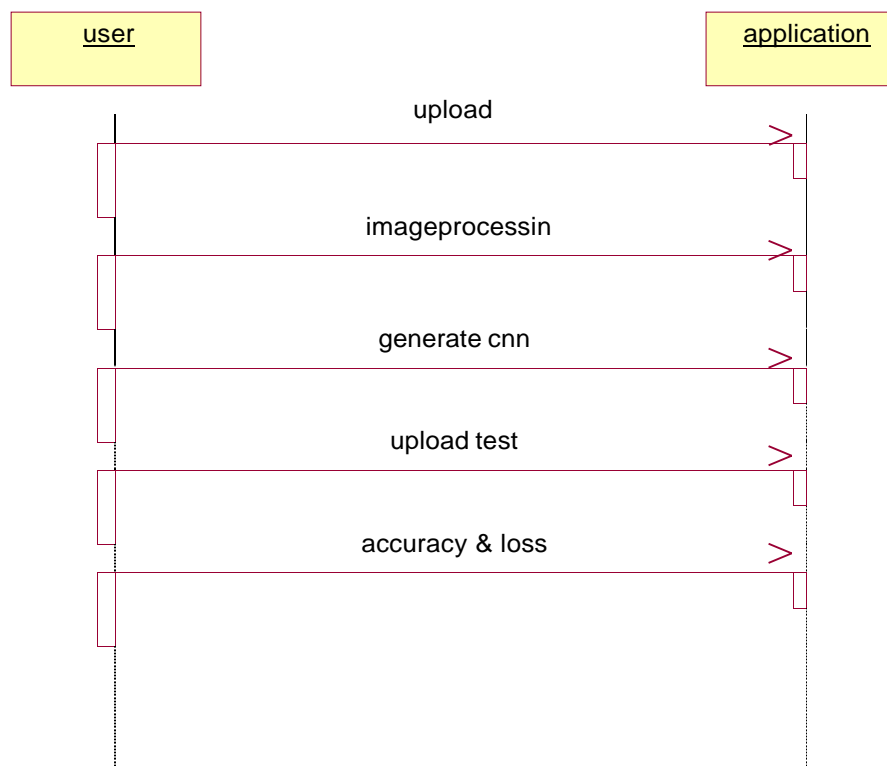 user
application
upload
imageprocessin
generate cnn
upload test
accuracy & loss